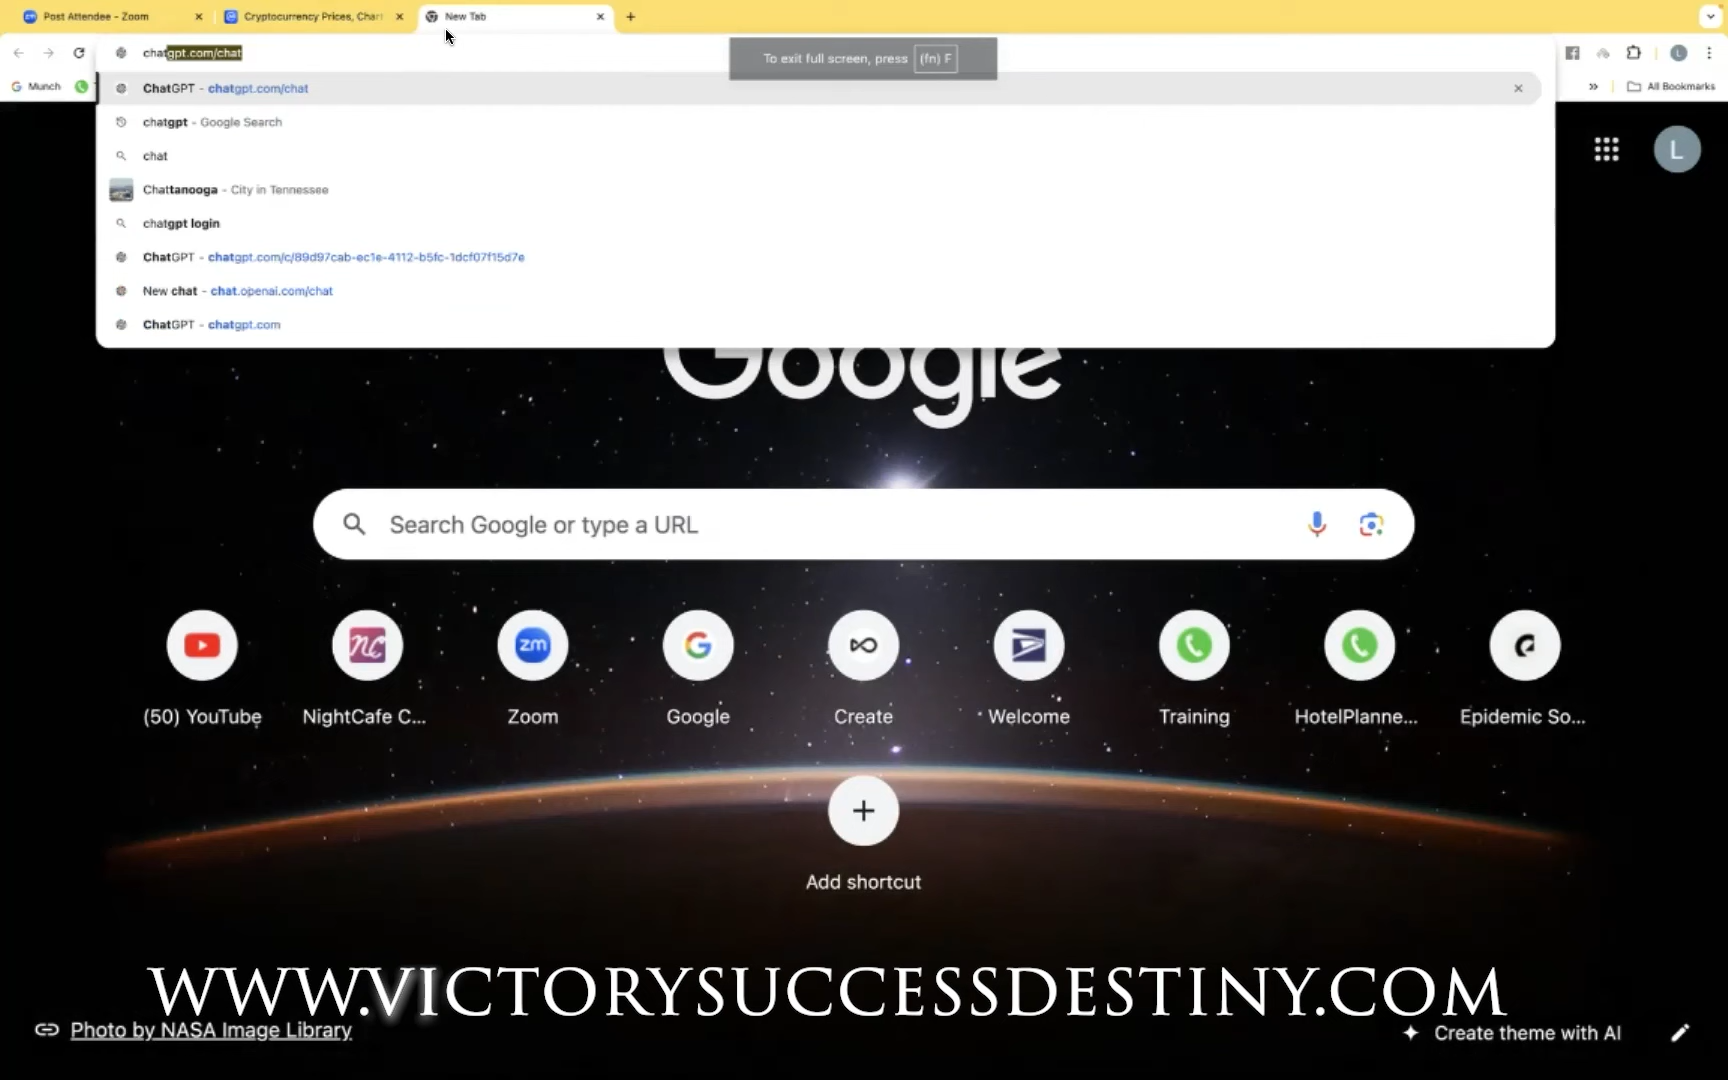 Post Attendee - Zoom
Cryptocurrency Prices, Chart
New Tab
chatgpt.com/chat
To exit full screen, press (fn) F
Munch
All Bookmarks
ChatGPT - chatgpt.com/chat
chatgpt - Google Search
chat
Chattanooga - City in Tennessee
chatgpt login
ChatGPT - chatgpt.com/c/89d97cab-ec1e-4112-b5fc-1dcf07f15d7e
New chat - chat.openai.com/chat
ChatGPT - chatgpt.com
L
Google
Search Google or type a URL
(50) YouTube
NightCafe C...
Zoom
Google
Create
Welcome
Training
HotelPlanne...
Epidemic So...
Add shortcut
WWW.VICTORYSUCCESSDESTINY.COM
Photo by NASA Image Library
Create theme with AI